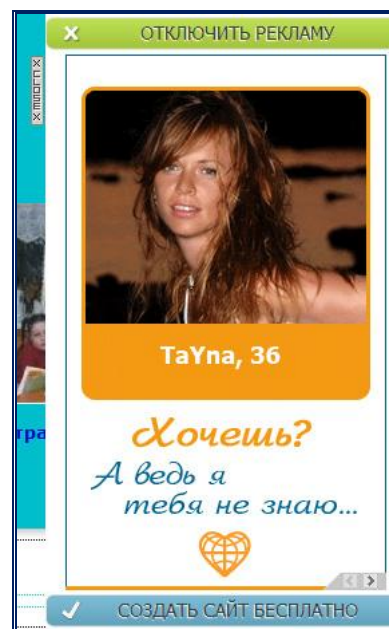 ОТКЛЮЧИТЬ РЕКЛАМУ
TaYna, 36
Хочешь?
А ведь я
тебя не знаю...
СОЗДАТЬ САЙТ БЕСПЛАТНО